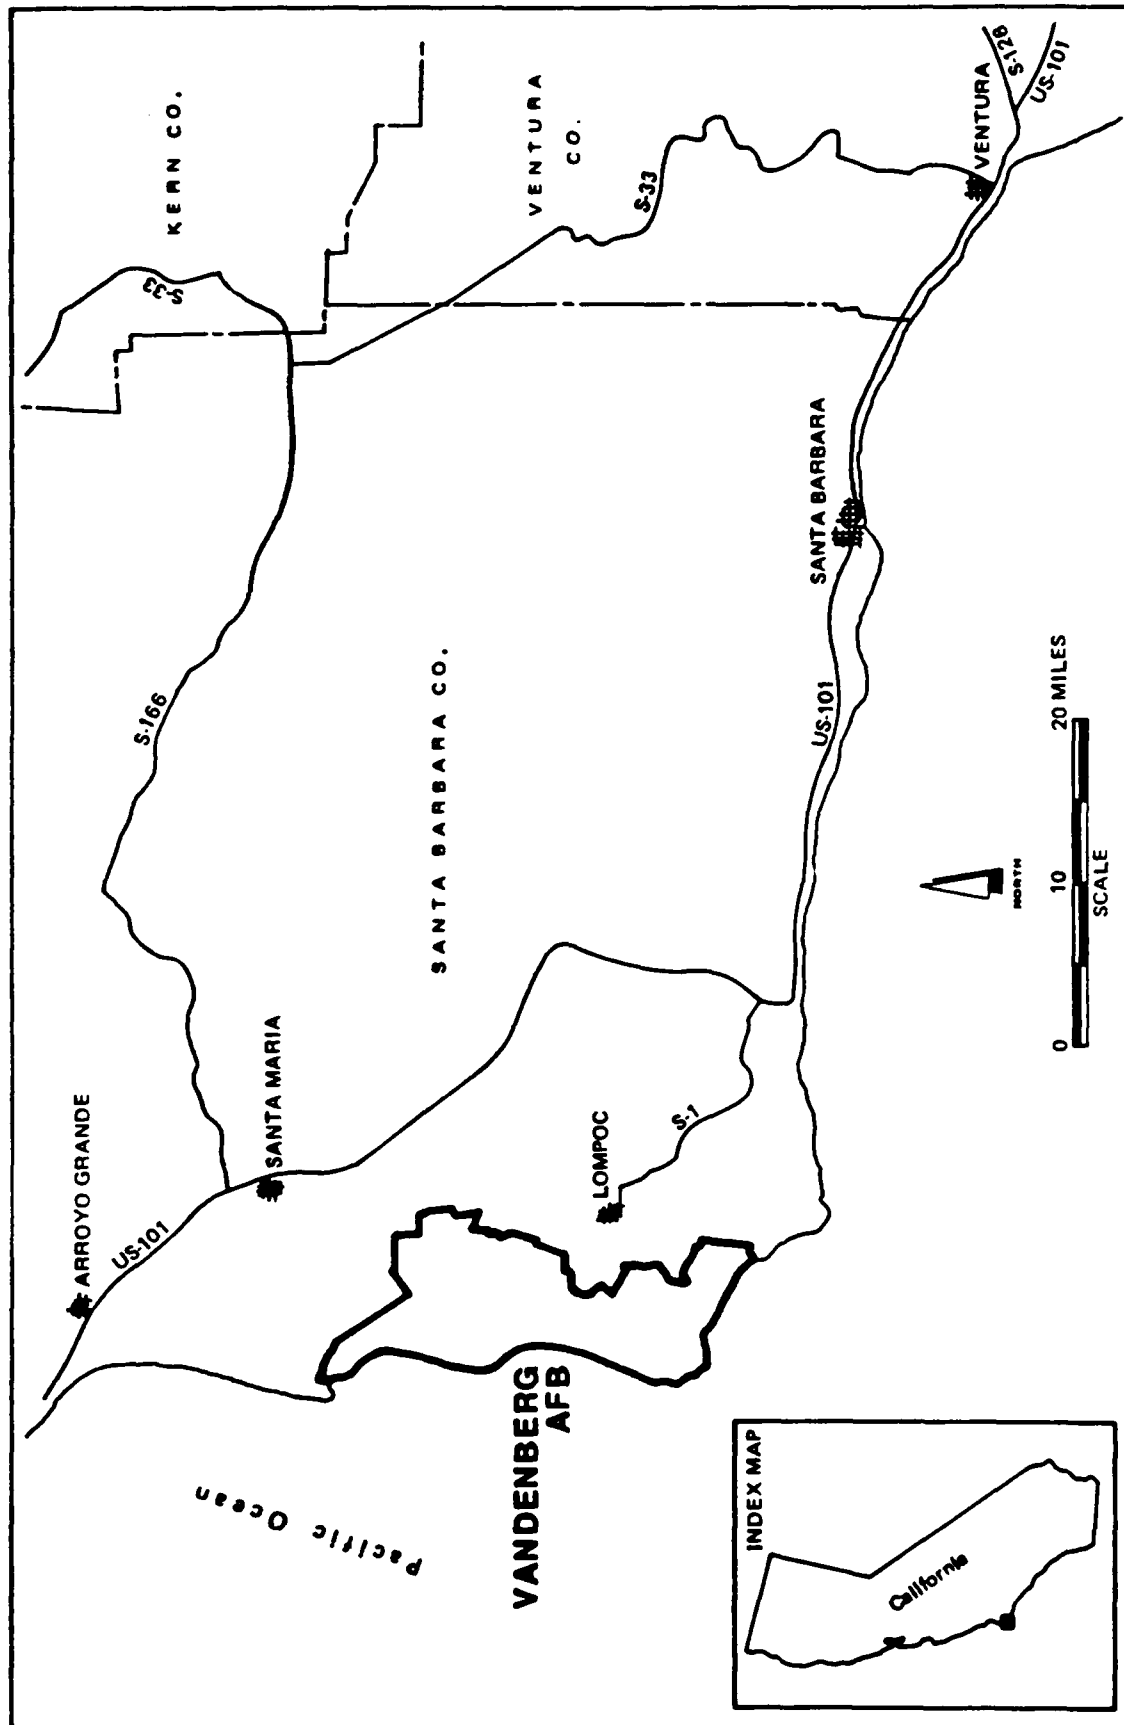 ARROYO GRANDE
US-101
SANTA MARIA
S-166
S-33
KERN CO.
VENTURA
CO.
S-33
SANTA BARBARA CO.
Pacific Ocean
VANDENBERG
AFB
LOMPOC
S-1
US-101
SANTA BARBARA
VENTURA
S-128
US-101
INDEX MAP
California
NORTH
0 10 20 MILES
SCALE